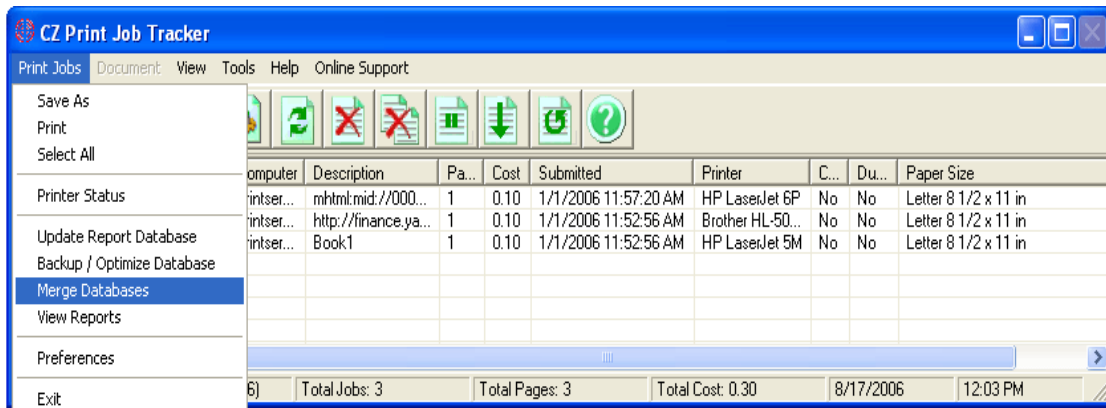 CZ Print Job Tracker
Print Jobs Document View Tools Help Online Support
Save As
Print
Select All
Printer Status
Update Report Database
Backup / Optimize Database
Merge Databases
View Reports
Preferences
Exit
omputer Description Pa... Cost Submitted Printer C... Du... Paper Size
rintser... mhtml:mid://000... 1 0.10 1/1/2006 11:57:20 AM HP LaserJet 6P No No Letter 8 1/2 x 11 in
rintser... http://finance.ya... 1 0.10 1/1/2006 11:52:56 AM Brother HL-50... No No Letter 8 1/2 x 11 in
rintser... Book1 1 0.10 1/1/2006 11:52:56 AM HP LaserJet 5M No No Letter 8 1/2 x 11 in
6) Total Jobs: 3 Total Pages: 3 Total Cost: 0.30 8/17/2006 12:03 PM